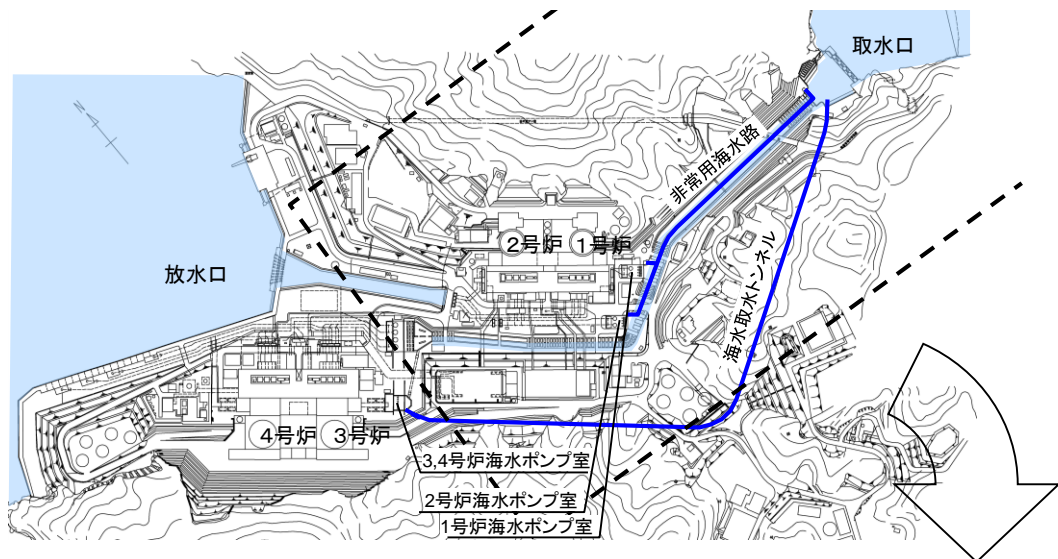 取水口
非常用海水路
2号炉
1号炉
放水口
海水取水トンネル
4号炉
3号炉
3,4号炉海水ポンプ室
2号炉海水ポンプ室
1号炉海水ポンプ室
N